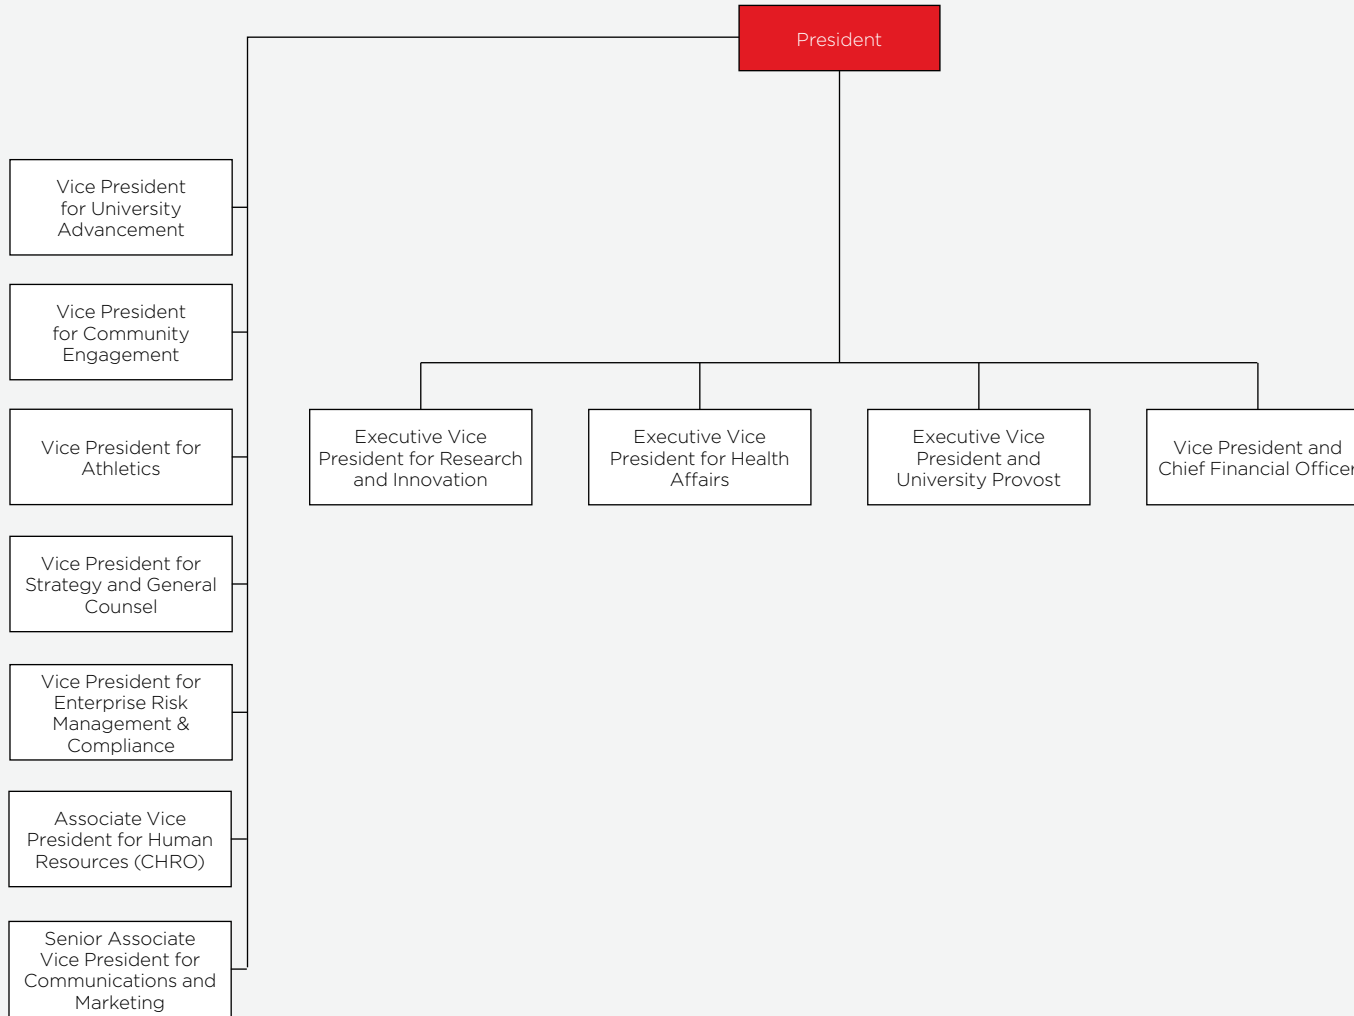 President
Vice President
for University
Advancement
Vice President
for Community
Engagement
Vice President for
Athletics
Executive Vice
President for Research
and Innovation
Executive Vice
President for Health
Affairs
Executive Vice
President and
University Provost
Vice President and
Chief Financial Officer
Vice President for
Strategy and General
Counsel
Vice President for
Enterprise Risk
Management &
Compliance
Associate Vice
President for Human
Resources (CHRO)
Senior Associate
Vice President for
Communications and
Marketing